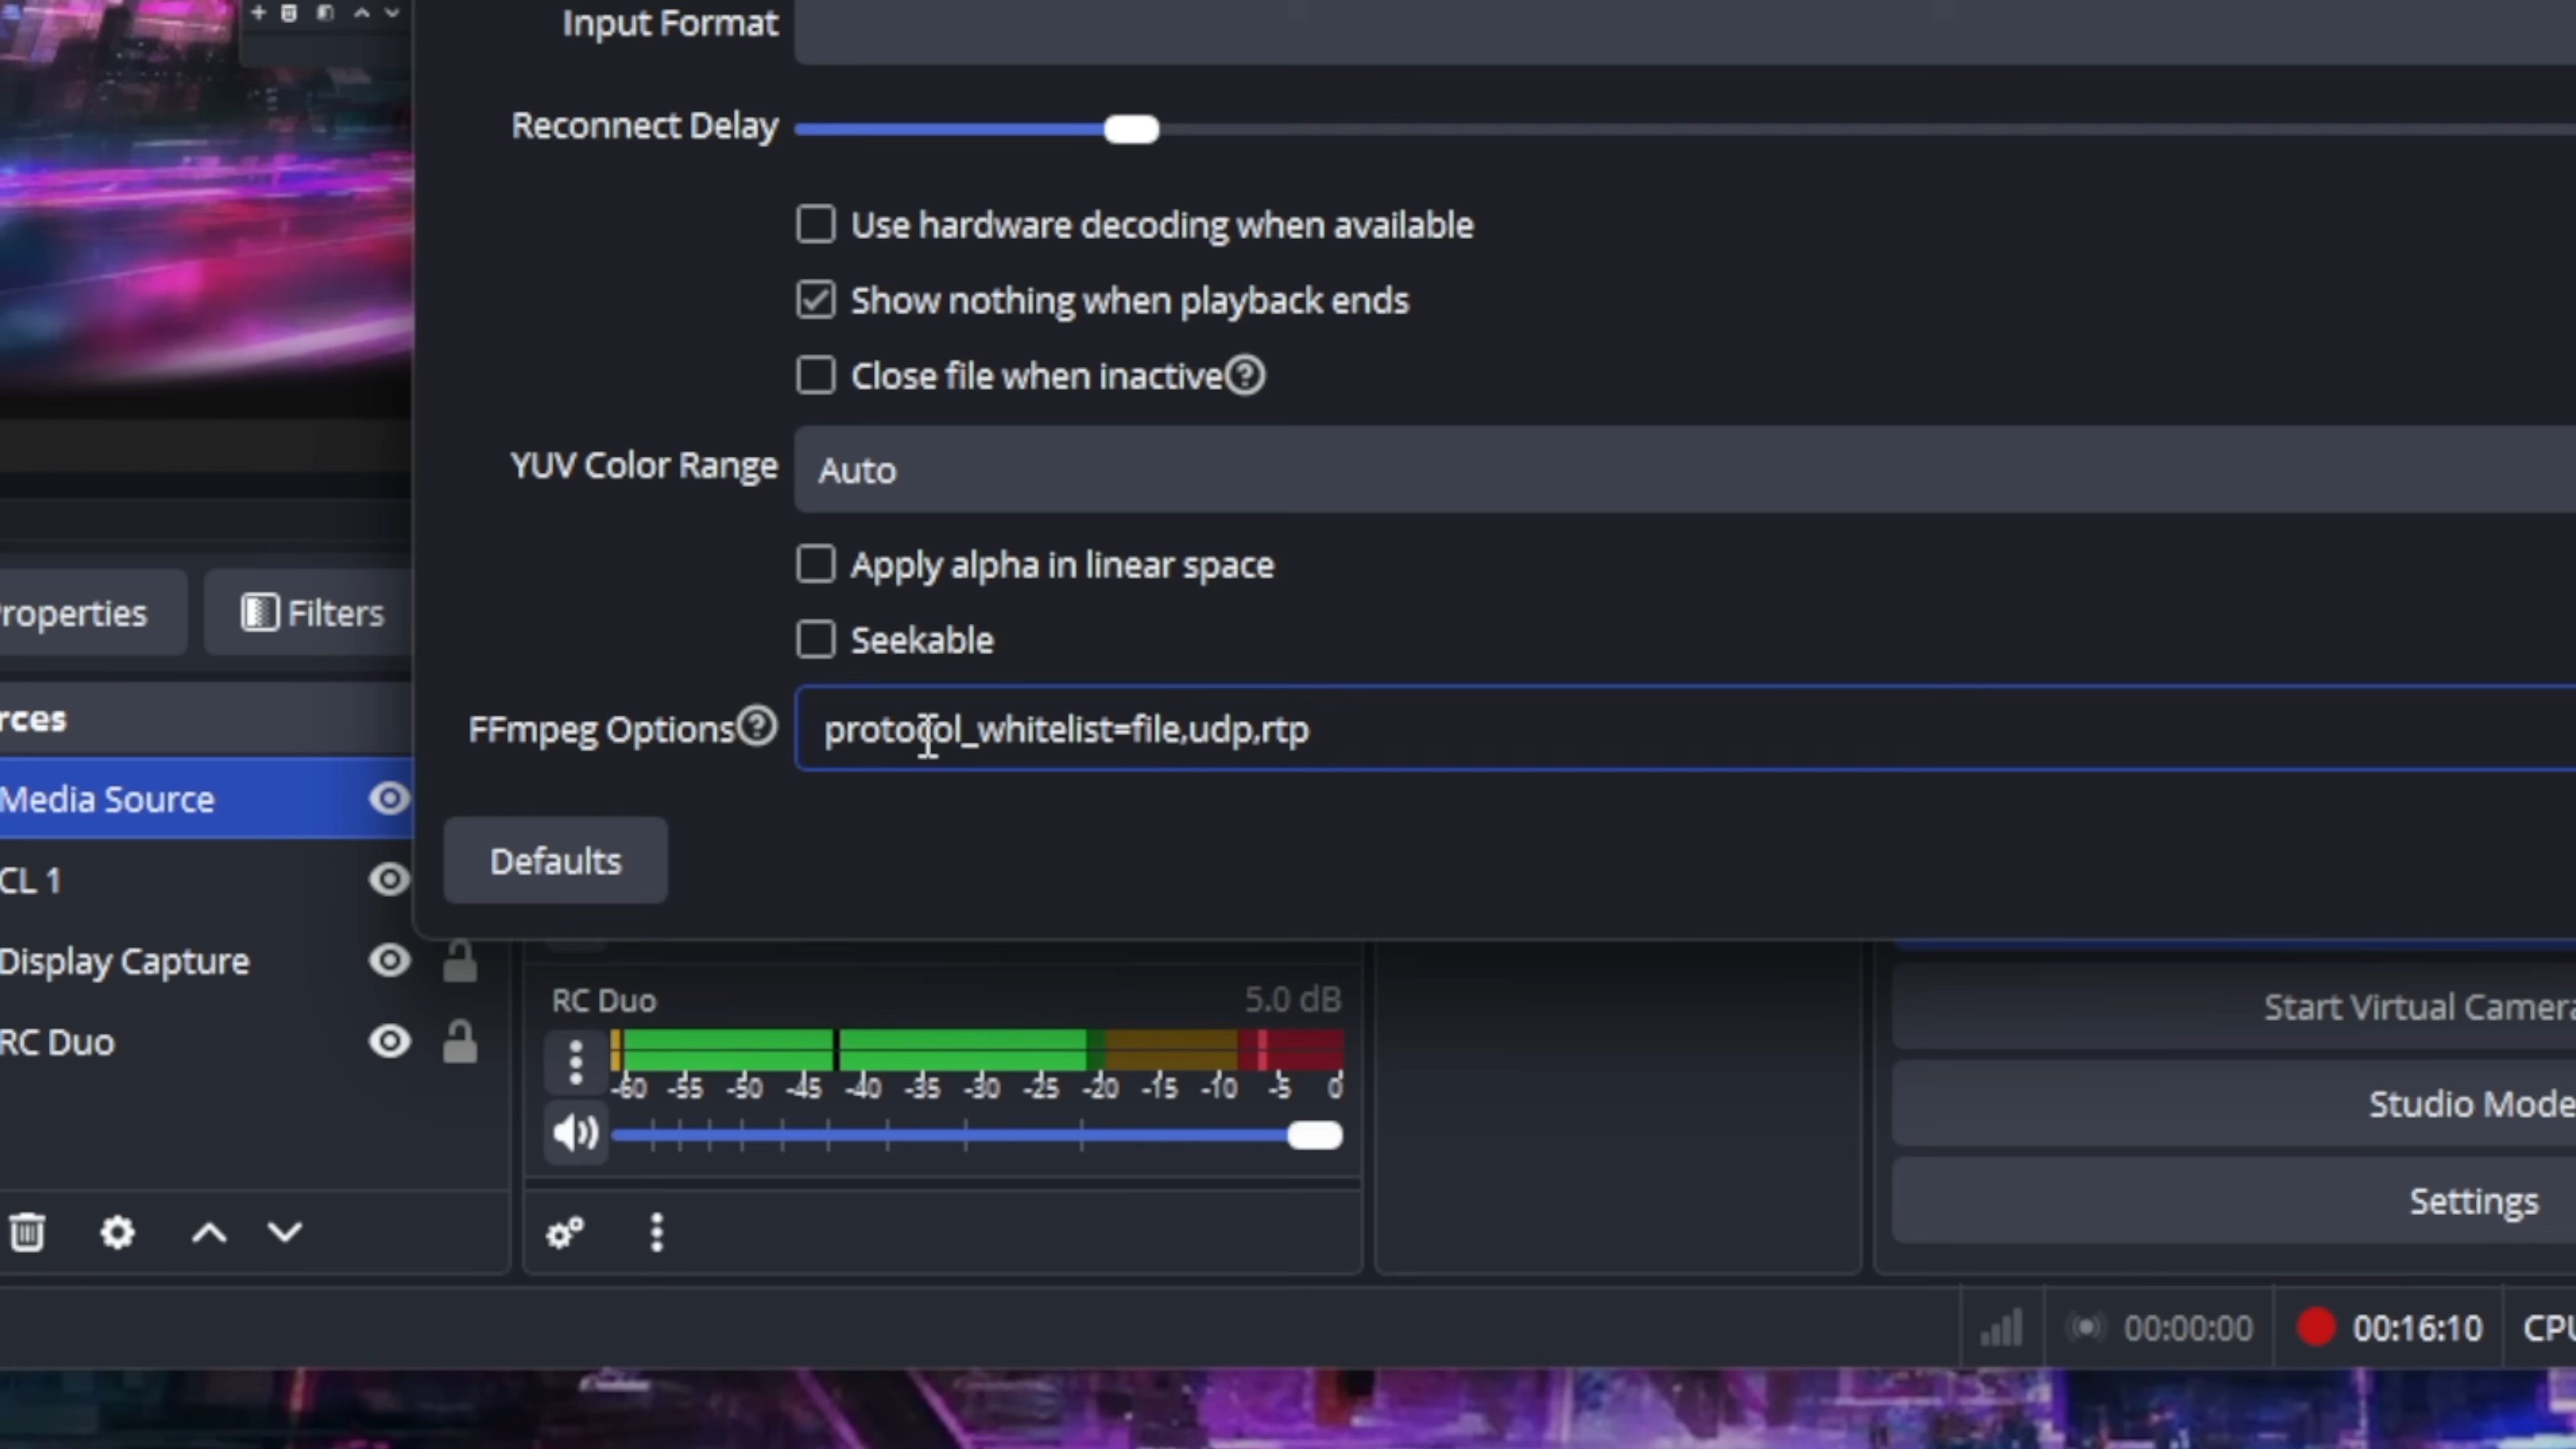 Input Format
Reconnect Delay
Use hardware decoding when available
Show nothing when playback ends
Close file when inactive
YUV Color Range Auto
Apply alpha in linear space
Seekable
roperties Filters
FFmpeg Options protocol_whitelist=file,udp,rtp
rces
Media Source
CL 1
Display Capture
RC Duo
Defaults
RC Duo 5.0 dB
-60 -55 -50 -45 -40 -35 -30 -25 -20 -15 -10 -5 0
Start Virtual Camera
Studio Mode
Settings
00:00:00 00:16:10 CPU